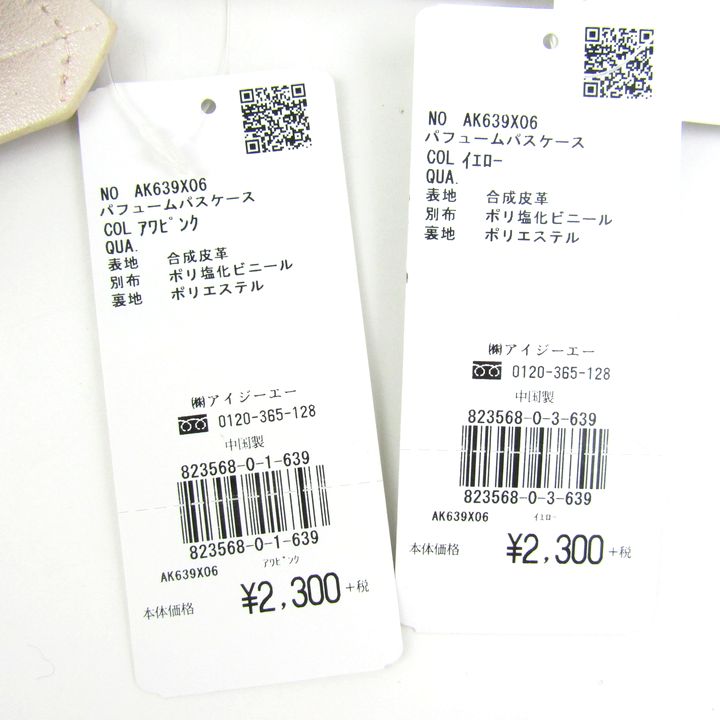 NO AK639X06
パフュームパスケース
COL アワピンク
QUA.
表地 合成皮革
別布 ポリ塩化ビニール
裏地 ポリエステル
㈱アイジーエー
0120-365-128
中国製
823568-0-1-639
823568-0-1-639
AK639X06 アワピンク
本体価格 ¥2,300+税
NO AK639X06
パフュームパスケース
COL イエロー
QUA.
表地 合成皮革
別布 ポリ塩化ビニール
裏地 ポリエステル
㈱アイジーエー
0120-365-128
中国製
823568-0-3-639
823568-0-3-639
AK639X06 イエロー
本体価格 ¥2,300+税